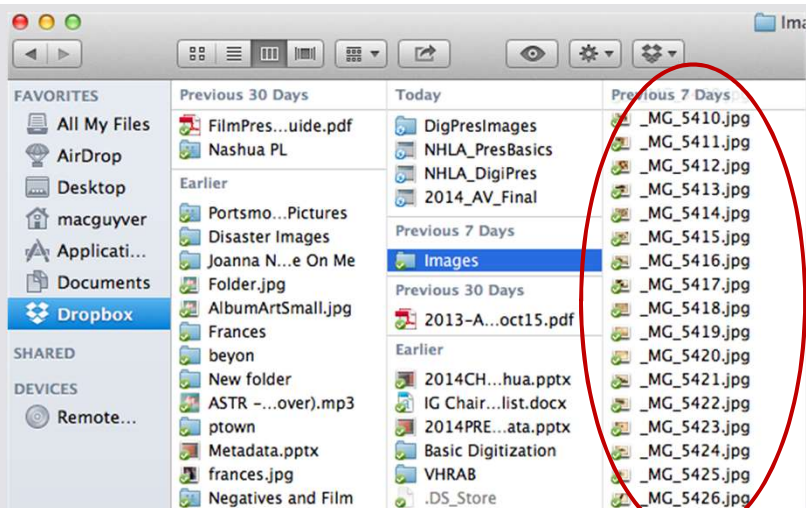 Ima
FAVORITES
All My Files
AirDrop
Desktop
macguyver
Applicati...
Documents
Dropbox
SHARED
DEVICES
Remote...
Previous 30 Days
FilmPres...uide.pdf
Nashua PL
Earlier
Portsmo...Pictures
Disaster Images
Joanna N...e On Me
Folder.jpg
AlbumArtSmall.jpg
Frances
beyon
New folder
ASTR -...over).mp3
ptown
Metadata.pptx
frances.jpg
Negatives and Film
Today
DigPresImages
NHLA_PresBasics
NHLA_DigiPres
2014_AV_Final
Previous 7 Days
Images
Previous 30 Days
2013-A...oct15.pdf
Earlier
2014CH...hua.pptx
IG Chair...list.docx
2014PRE...ata.pptx
Basic Digitization
VHRAB
.DS_Store
Previous 7 Days
_MG_5410.jpg
_MG_5411.jpg
_MG_5412.jpg
_MG_5413.jpg
_MG_5414.jpg
_MG_5415.jpg
_MG_5416.jpg
_MG_5417.jpg
_MG_5418.jpg
_MG_5419.jpg
_MG_5420.jpg
_MG_5421.jpg
_MG_5422.jpg
_MG_5423.jpg
_MG_5424.jpg
_MG_5425.jpg
_MG_5426.jpg